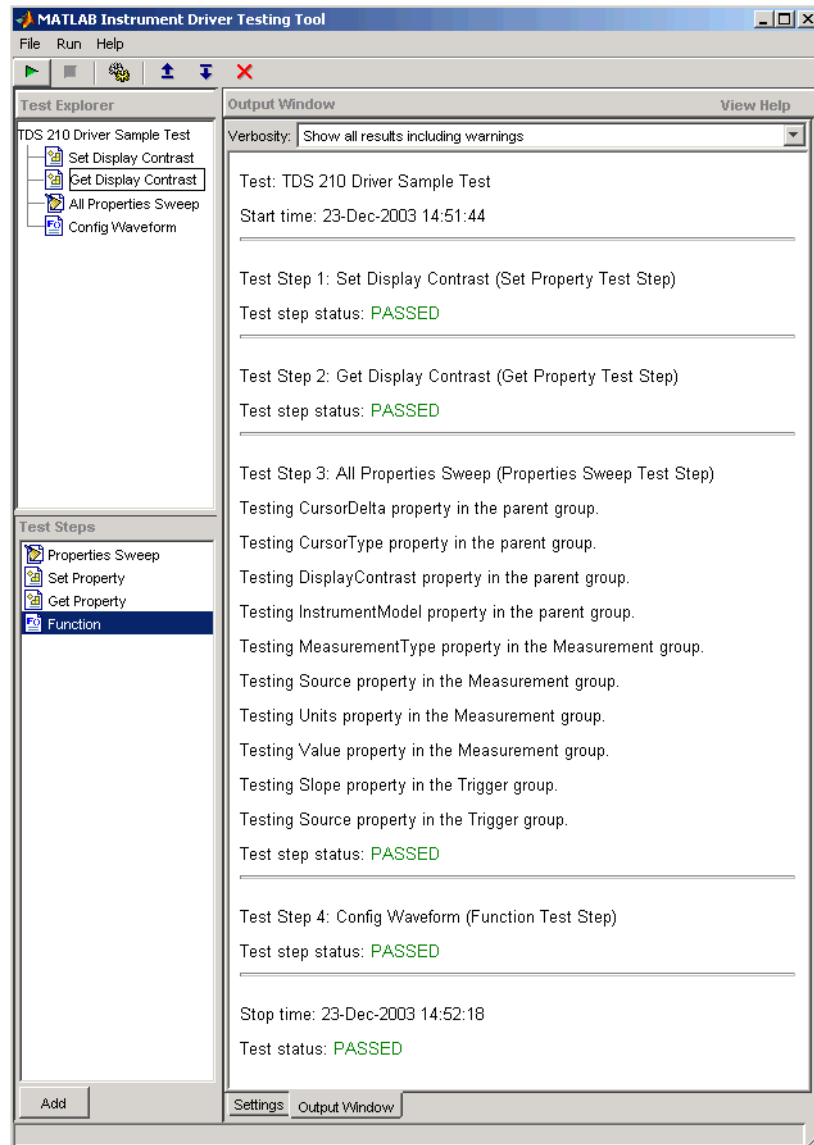 MATLAB Instrument Driver Testing Tool
File Run Help
Test Explorer
TDS 210 Driver Sample Test
Set Display Contrast
Get Display Contrast
All Properties Sweep
Config Waveform
Test Steps
Properties Sweep
Set Property
Get Property
Function
Add
Output Window View Help
Verbosity: Show all results including warnings
Test: TDS 210 Driver Sample Test
Start time: 23-Dec-2003 14:51:44
Test Step 1: Set Display Contrast (Set Property Test Step)
Test step status: PASSED
Test Step 2: Get Display Contrast (Get Property Test Step)
Test step status: PASSED
Test Step 3: All Properties Sweep (Properties Sweep Test Step)
Testing CursorDelta property in the parent group.
Testing CursorType property in the parent group.
Testing DisplayContrast property in the parent group.
Testing InstrumentModel property in the parent group.
Testing MeasurementType property in the Measurement group.
Testing Source property in the Measurement group.
Testing Units property in the Measurement group.
Testing Value property in the Measurement group.
Testing Slope property in the Trigger group.
Testing Source property in the Trigger group.
Test step status: PASSED
Test Step 4: Config Waveform (Function Test Step)
Test step status: PASSED
Stop time: 23-Dec-2003 14:52:18
Test status: PASSED
Settings Output Window